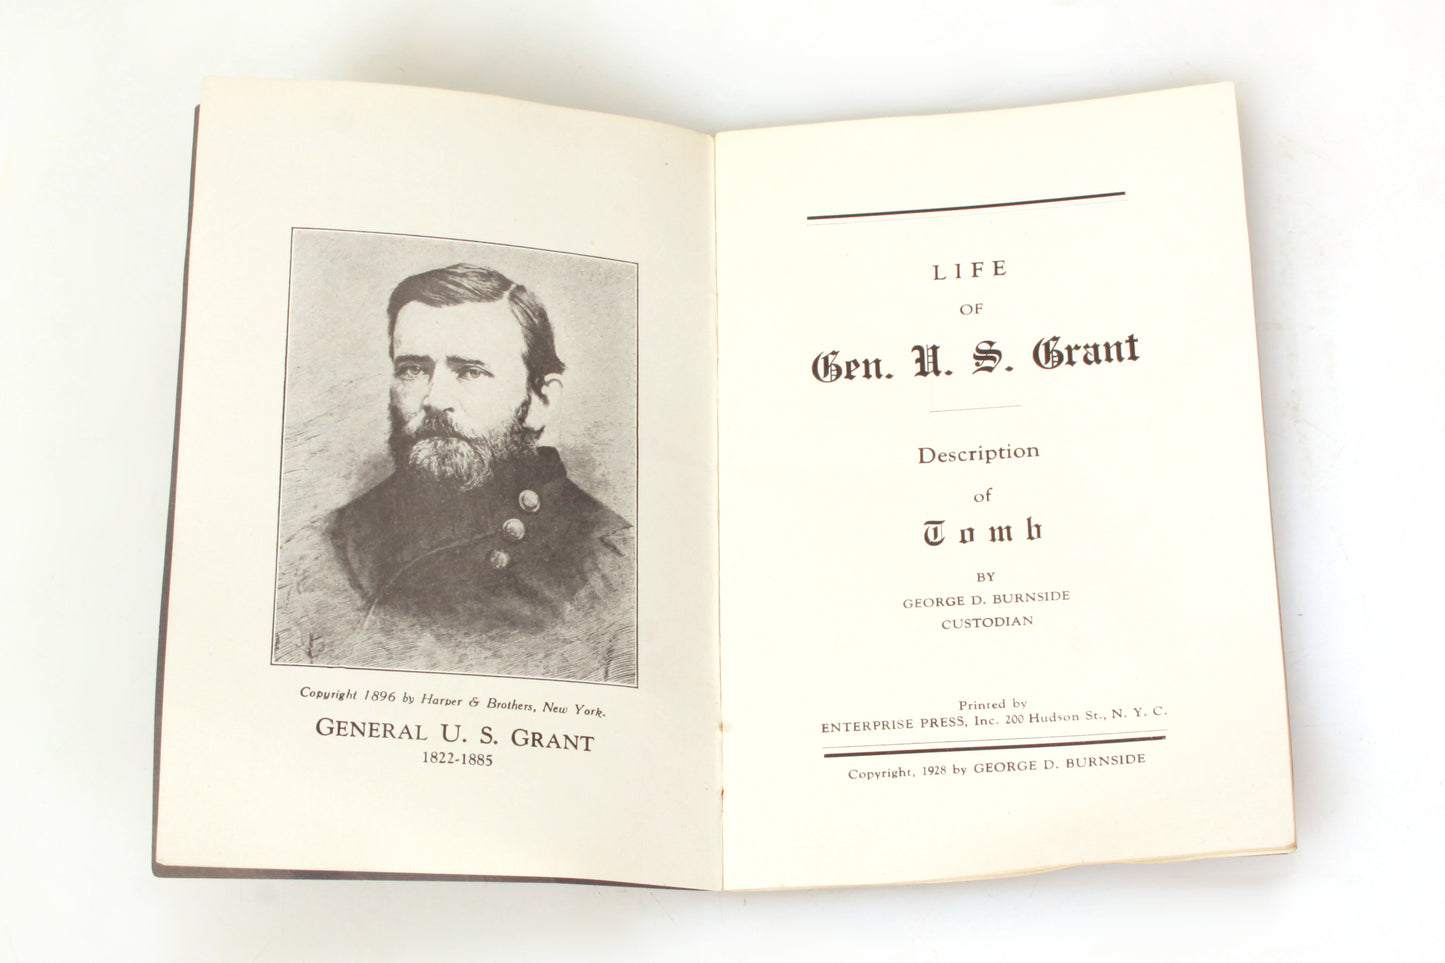 Copyright 1896 by Harper & Brothers, New York.
GENERAL U. S. GRANT
1822-1885
LIFE
OF
Gen. U. S. Grant
Description
of
Tomb
BY
GEORGE D. BURNSIDE
CUSTODIAN
Printed by
ENTERPRISE PRESS, Inc. 200 Hudson St., N. Y. C.
Copyright, 1928 by GEORGE D. BURNSIDE